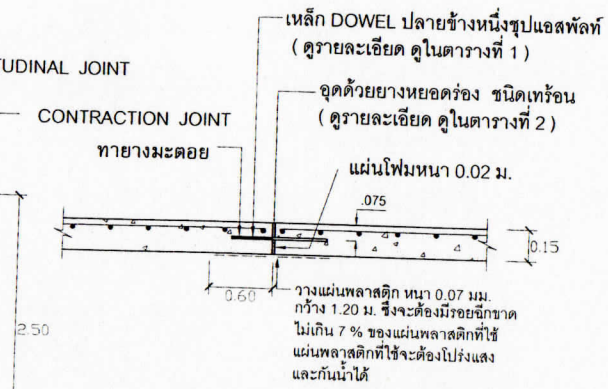 เหล็ก DOWEL ปลายข้างหนึ่งชุปแอสพัลท์
( ดูรายละเอียด ดูในตารางที่ 1 )
TUDINAL JOINT
อุดด้วยยางหยอดร่อง ชนิดเทร้อน
( ดูรายละเอียด ดูในตารางที่ 2 )
CONTRACTION JOINT
ทายางมะตอย
แผ่นโฟมหนา 0.02 ม.
.075
0.15
0.60
2.50
วางแผ่นพลาสติก หนา 0.07 มม.
กว้าง 1.20 ม. ซึ่งจะต้องมีรอยฉีกขาด
ไม่เกิน 7 % ของแผ่นพลาสติกที่ใช้
แผ่นพลาสติกที่ใช้จะต้องโปร่งแสง
และกันน้ำได้